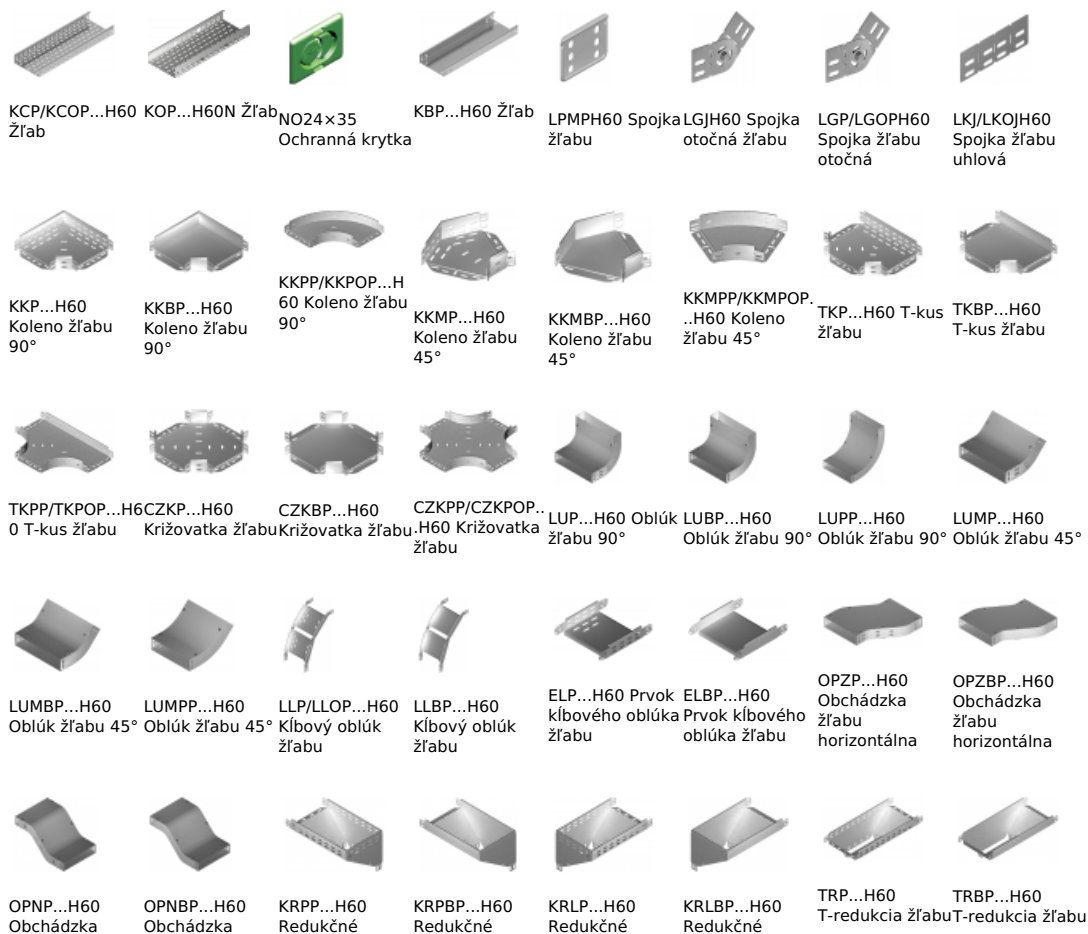 KCP/KCOP...H60
Žľab
KOP...H60N Žľab
NO24×35
Ochranná krytka
KBP...H60 Žľab
LPMPH60 Spojka
žľabu
LGJH60 Spojka
otočná žľabu
LGP/LGOPH60
Spojka žľabu
otočná
LKJ/LKOJH60
Spojka žľabu
uhlová
KKP...H60
Koleno žľabu
90°
KKBP...H60
Koleno žľabu
90°
KKPP/KKPOP...H
60 Koleno žľabu
90°
KKMP...H60
Koleno žľabu
45°
KKMBP...H60
Koleno žľabu
45°
KKMPP/KKMPOP.
..H60 Koleno
žľabu 45°
TKP...H60 T-kus
žľabu
TKBP...H60
T-kus žľabu
TKPP/TKPOP...H6
0 T-kus žľabu
CZKP...H60
Križovatka žľabu
CZKBP...H60
Križovatka žľabu
CZKPP/CZKPOP..
.H60 Križovatka
žľabu
LUP...H60 Oblúk
žľabu 90°
LUBP...H60
Oblúk žľabu 90°
LUPP...H60
Oblúk žľabu 90°
LUMP...H60
Oblúk žľabu 45°
LUMBP...H60
Oblúk žľabu 45°
LUMPP...H60
Oblúk žľabu 45°
LLP/LLOP...H60
Kĺbový oblúk
žľabu
LLBP...H60
Kĺbový oblúk
žľabu
ELP...H60 Prvok
kĺbového oblúka
žľabu
ELBP...H60
Prvok kĺbového
oblúka žľabu
OPZP...H60
Obchádzka
žľabu
horizontálna
OPZBP...H60
Obchádzka
žľabu
horizontálna
OPNP...H60
Obchádzka
OPNBP...H60
Obchádzka
KRPP...H60
Redukčné
KRPBP...H60
Redukčné
KRLP...H60
Redukčné
KRLBP...H60
Redukčné
TRP...H60
T-redukcia žľabu
TRBP...H60
T-redukcia žľabu